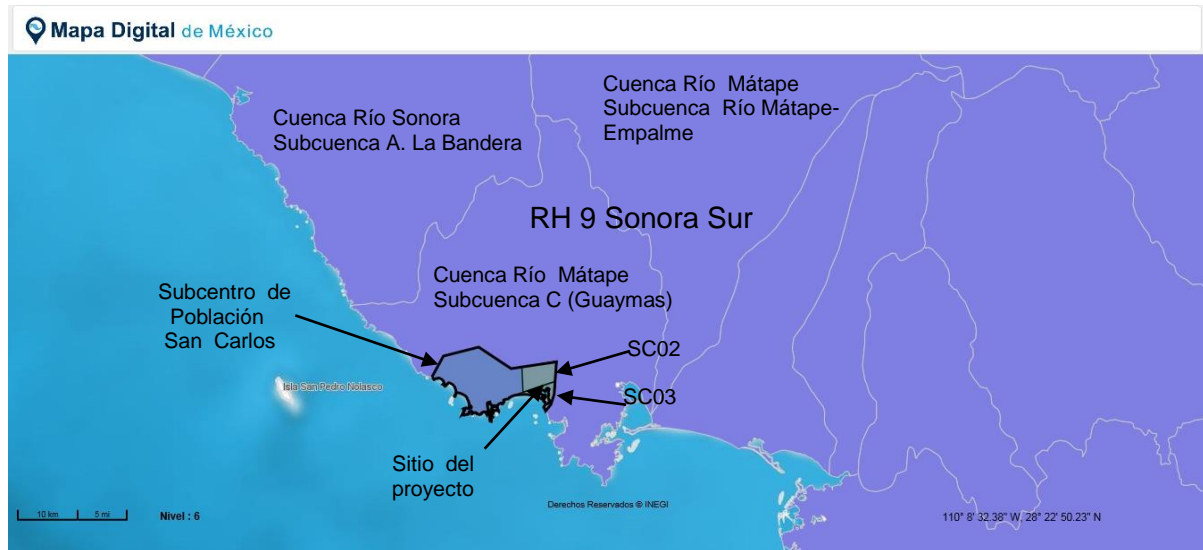 Mapa Digital de México
Cuenca Río Mátape
Subcuenca Río Mátape-
Empalme
Cuenca Río Sonora
Subcuenca A. La Bandera
RH 9 Sonora Sur
Cuenca Río Mátape
Subcuenca C (Guaymas)
Subcentro de
Población
San Carlos
SC02
Isla San Pedro Nolasco
SC03
Sitio del
proyecto
Derechos Reservados © INEGI
10 km 5 mi
Nivel : 6
110° 8' 32.38" W, 28° 22' 50.23" N